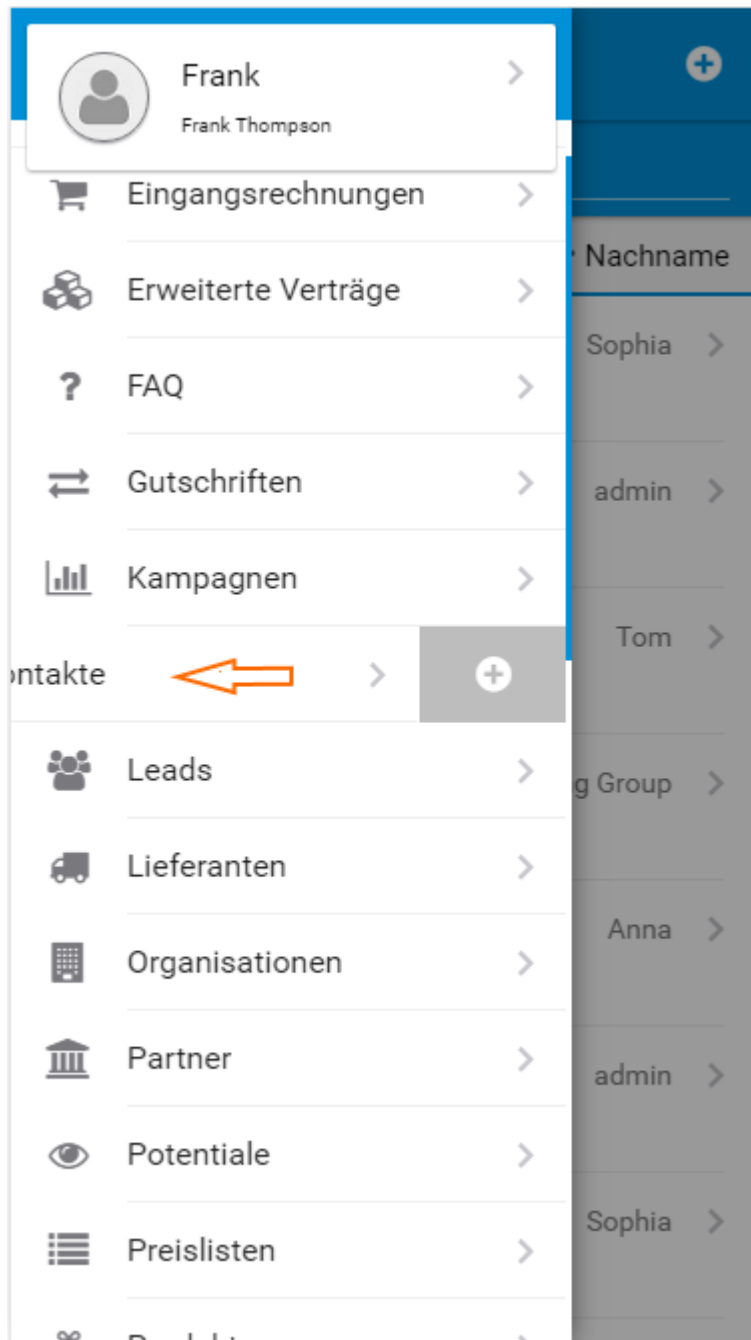 Frank
Frank Thompson
Eingangsrechnungen
Erweiterte Verträge
Nachname
FAQ
Sophia
Gutschriften
admin
Kampagnen
Tom
ontakte
Leads
g Group
Lieferanten
Anna
Organisationen
Partner
admin
Potentiale
Sophia
Preislisten